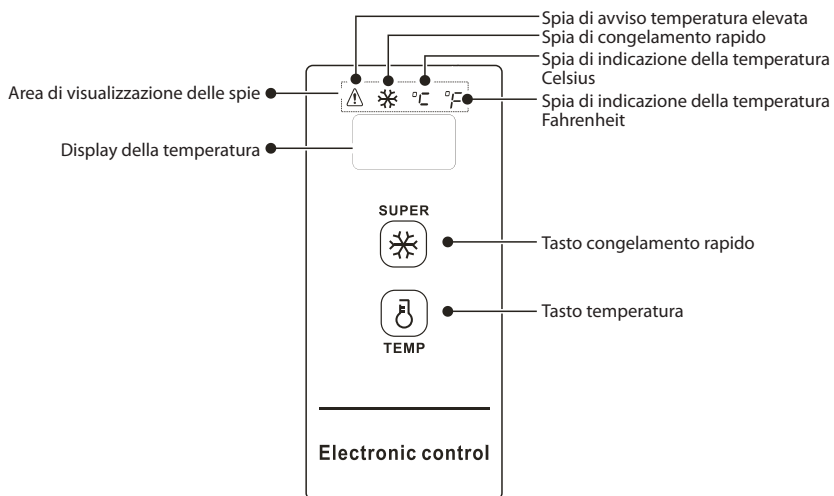 Spia di avviso temperatura elevata
Spia di congelamento rapido
Spia di indicazione della temperatura
Celsius
Spia di indicazione della temperatura
Fahrenheit
Area di visualizzazione delle spie
°C °F
Display della temperatura
SUPER
Tasto congelamento rapido
Tasto temperatura
TEMP
Electronic control